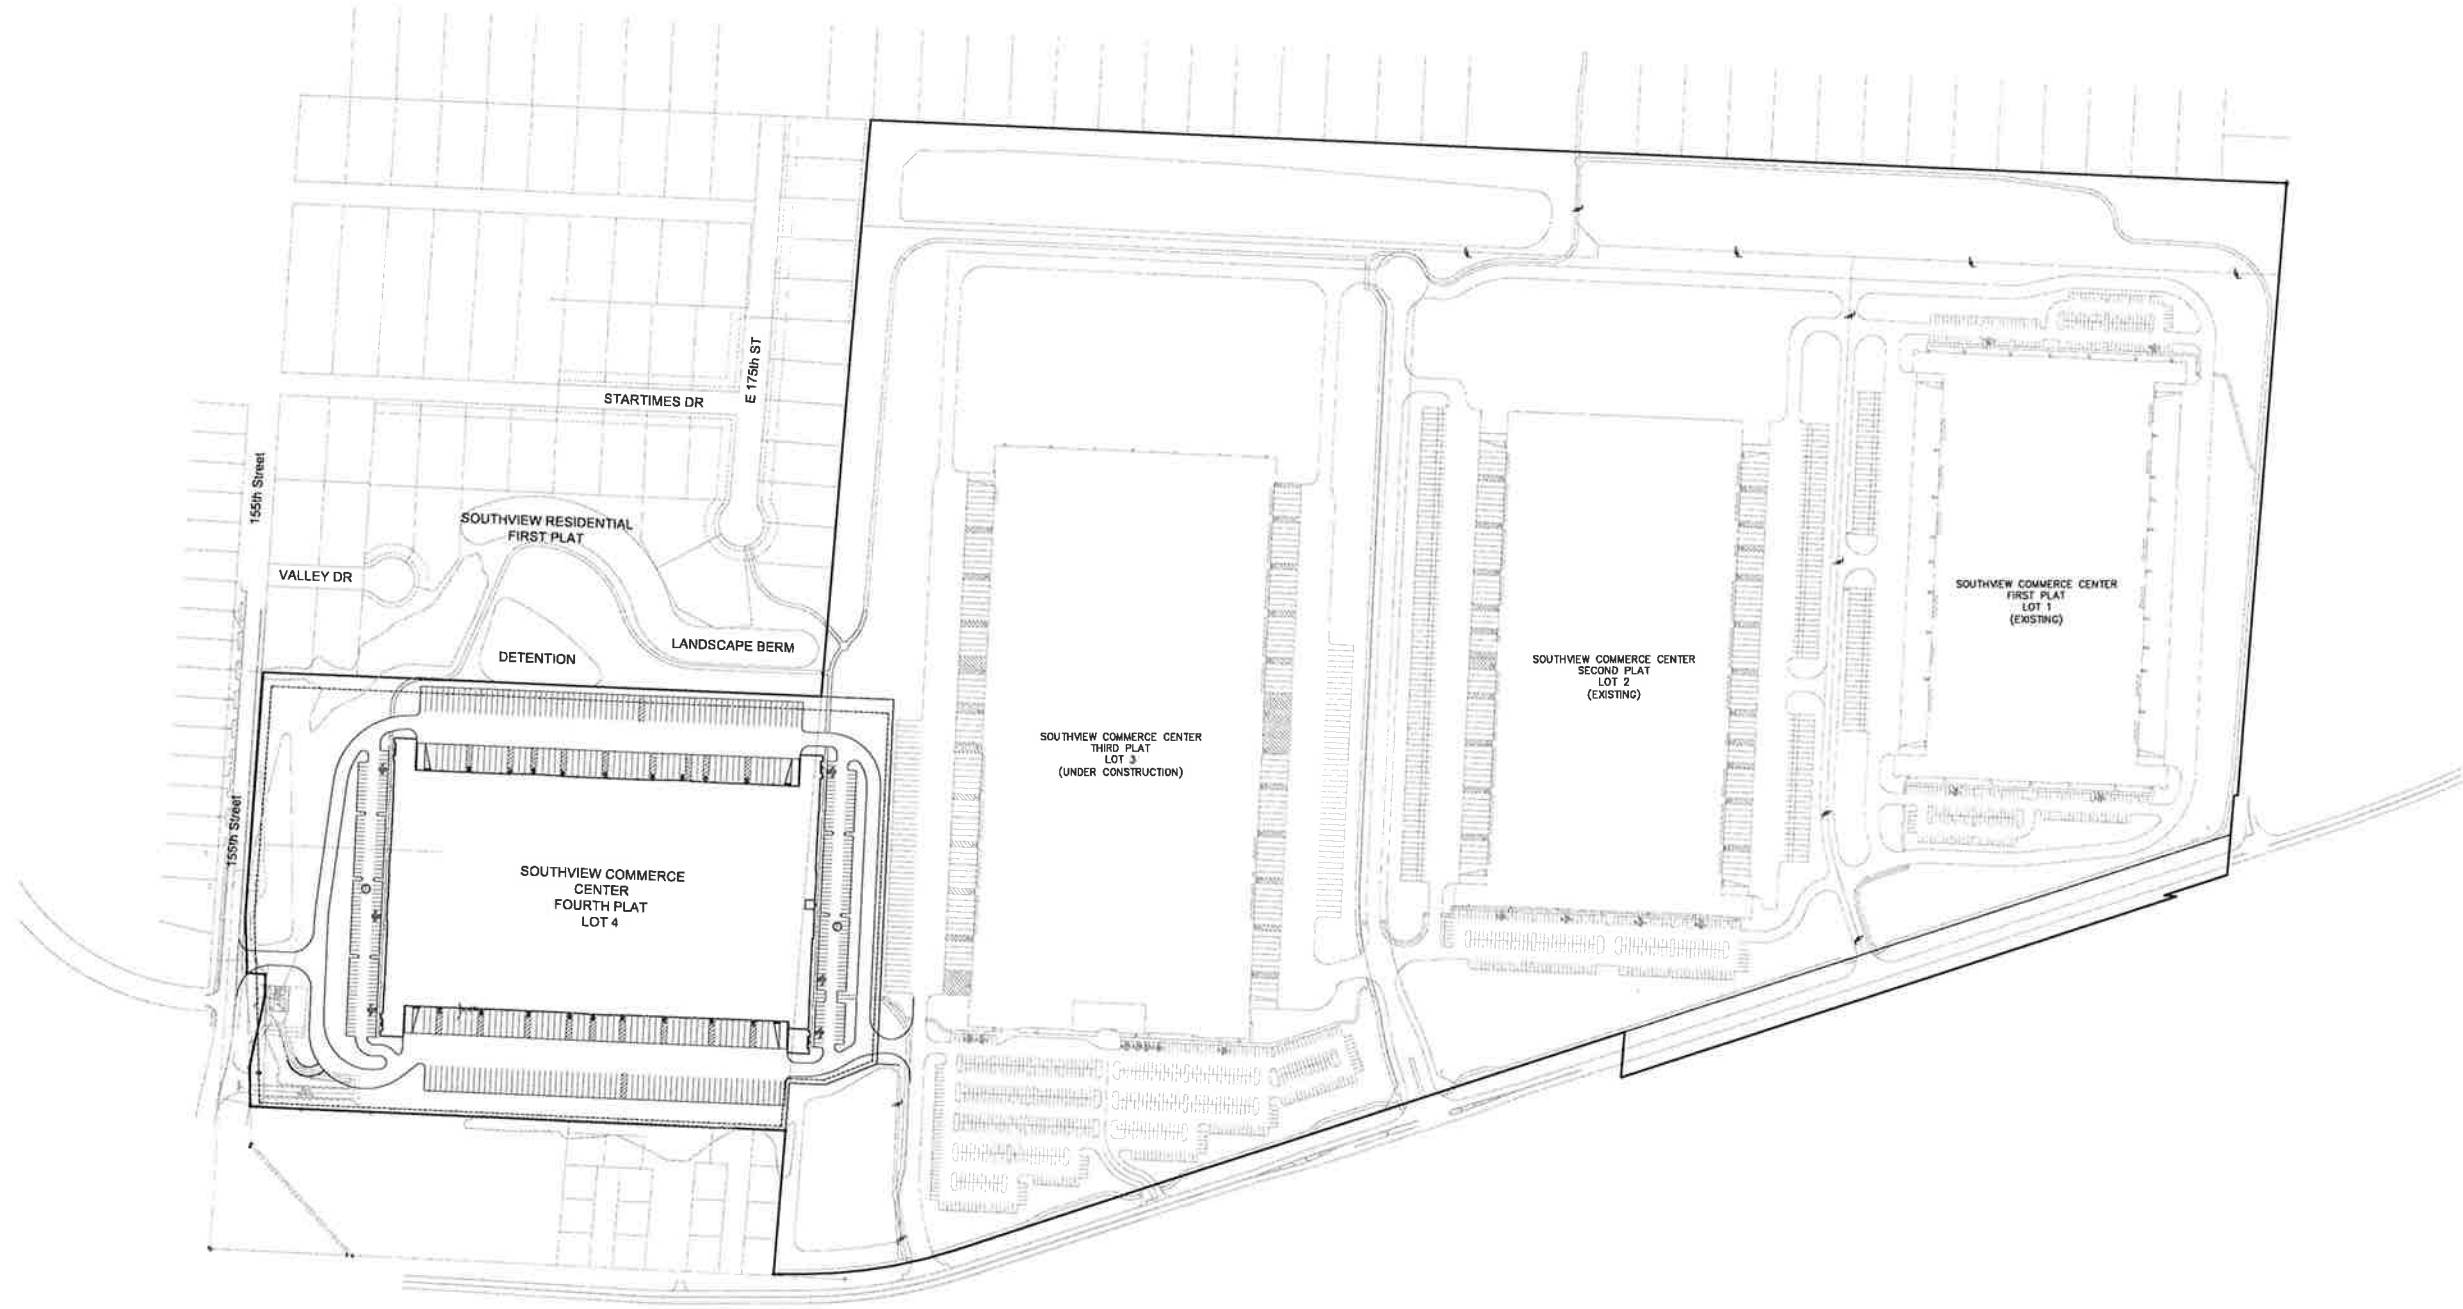 E 175th ST
STARTIMES DR
155th Street
SOUTHVIEW RESIDENTIAL
FIRST PLAT
VALLEY DR
LANDSCAPE BERM
DETENTION
155th Street
SOUTHVIEW COMMERCE
CENTER
FOURTH PLAT
LOT 4
SOUTHVIEW COMMERCE CENTER
THIRD PLAT
LOT 3
(UNDER CONSTRUCTION)
SOUTHVIEW COMMERCE CENTER
SECOND PLAT
LOT 2
(EXISTING)
SOUTHVIEW COMMERCE CENTER
FIRST PLAT
LOT 1
(EXISTING)